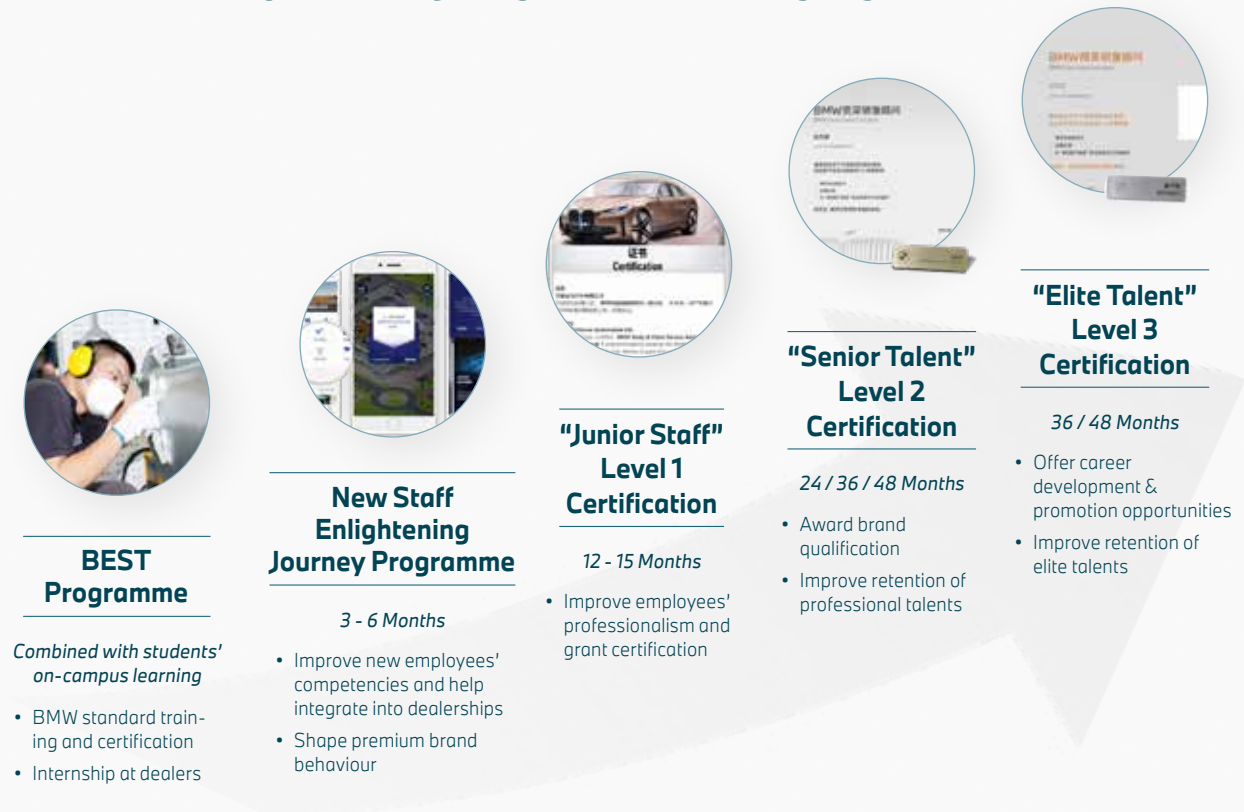 BEST
Programme
Combined with students'
on-campus learning
• BMW standard train-
ing and certification
• Internship at dealers
New Staff
Enlightening
Journey Programme
3 - 6 Months
• Improve new employees'
competencies and help
integrate into dealerships
• Shape premium brand
behaviour
证书
Certification
“Junior Staff”
Level 1
Certification
12 - 15 Months
• Improve employees'
professionalism and
grant certification
“Senior Talent”
Level 2
Certification
24 / 36 / 48 Months
• Award brand
qualification
• Improve retention of
professional talents
“Elite Talent”
Level 3
Certification
36 / 48 Months
• Offer career
development &
promotion opportunities
• Improve retention of
elite talents